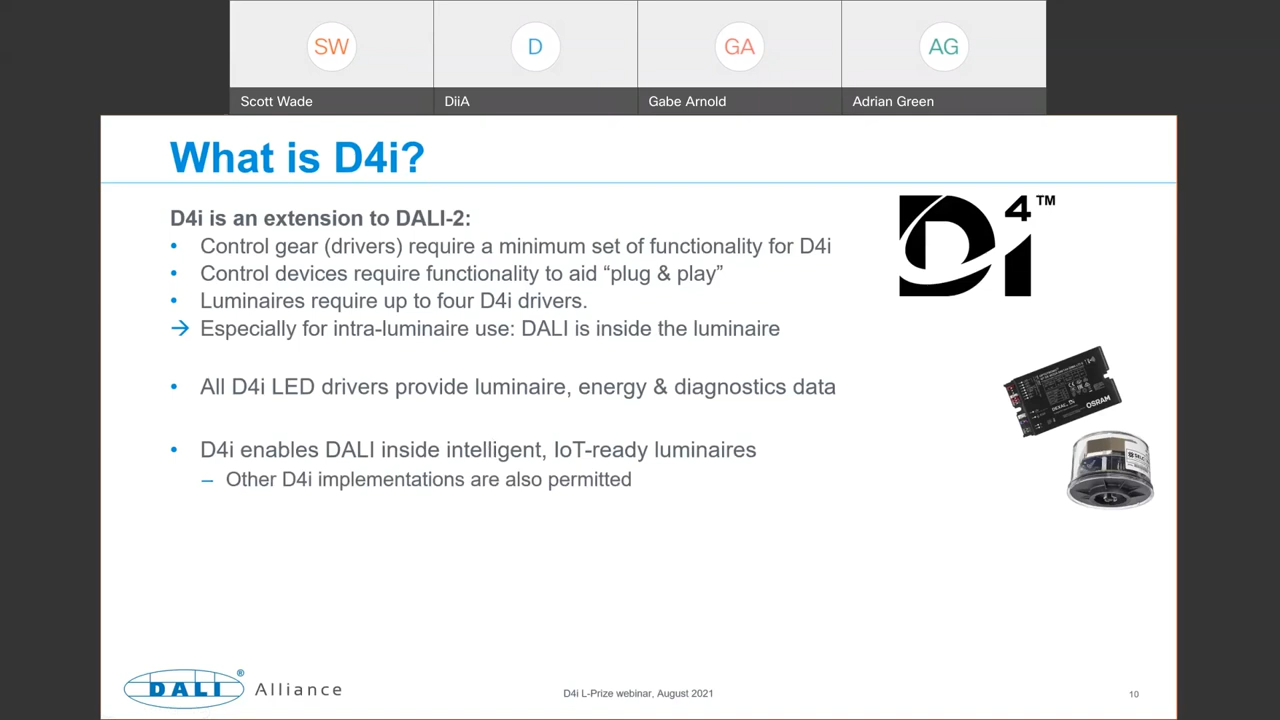 SW
D
GA
AG
Scott Wade
DiiA
Gabe Arnold
Adrian Green
What is D4i?
D4i is an extension to DALI-2:
• Control gear (drivers) require a minimum set of functionality for D4i
• Control devices require functionality to aid “plug & play”
• Luminaires require up to four D4i drivers.
→ Especially for intra-luminaire use: DALI is inside the luminaire
• All D4i LED drivers provide luminaire, energy & diagnostics data
• D4i enables DALI inside intelligent, IoT-ready luminaires
– Other D4i implementations are also permitted
D4i™
OSRAM
DALI® Alliance
D4i L-Prize webinar, August 2021
10